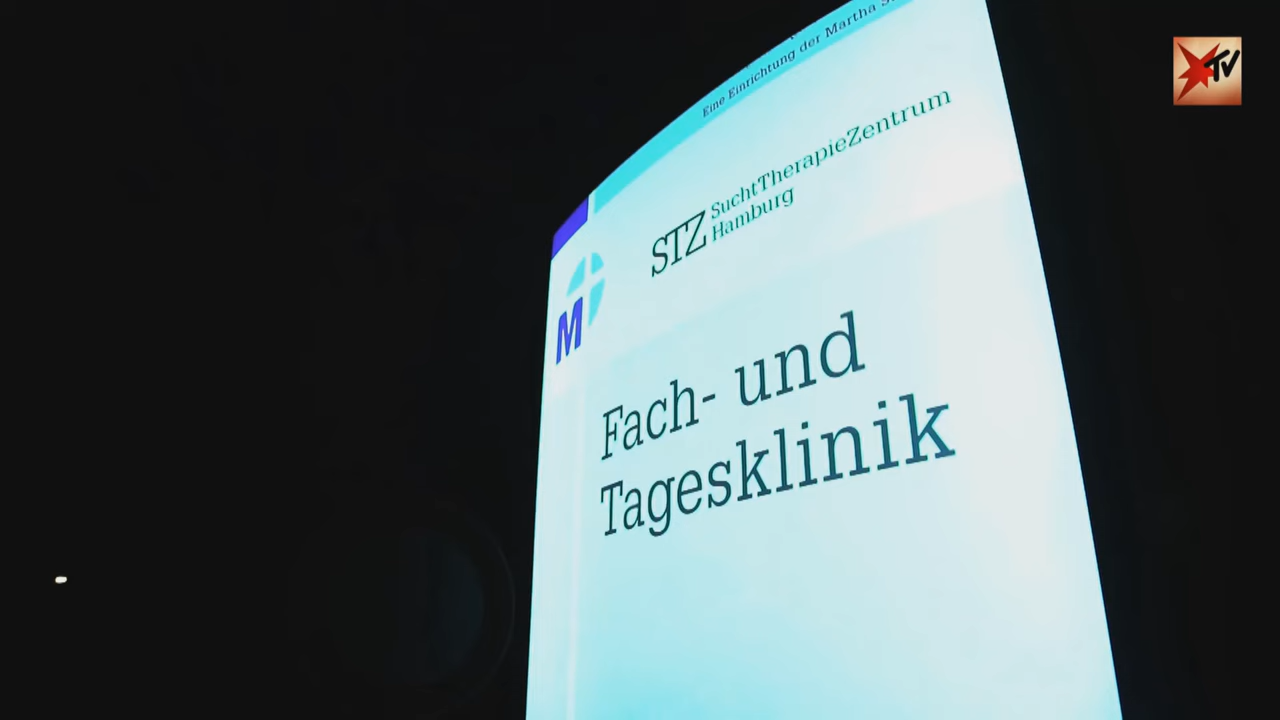 Eine Einrichtung der Martha
STZ SuchtTherapieZentrum
Hamburg
M
Fach- und
Tagesklinik
TV